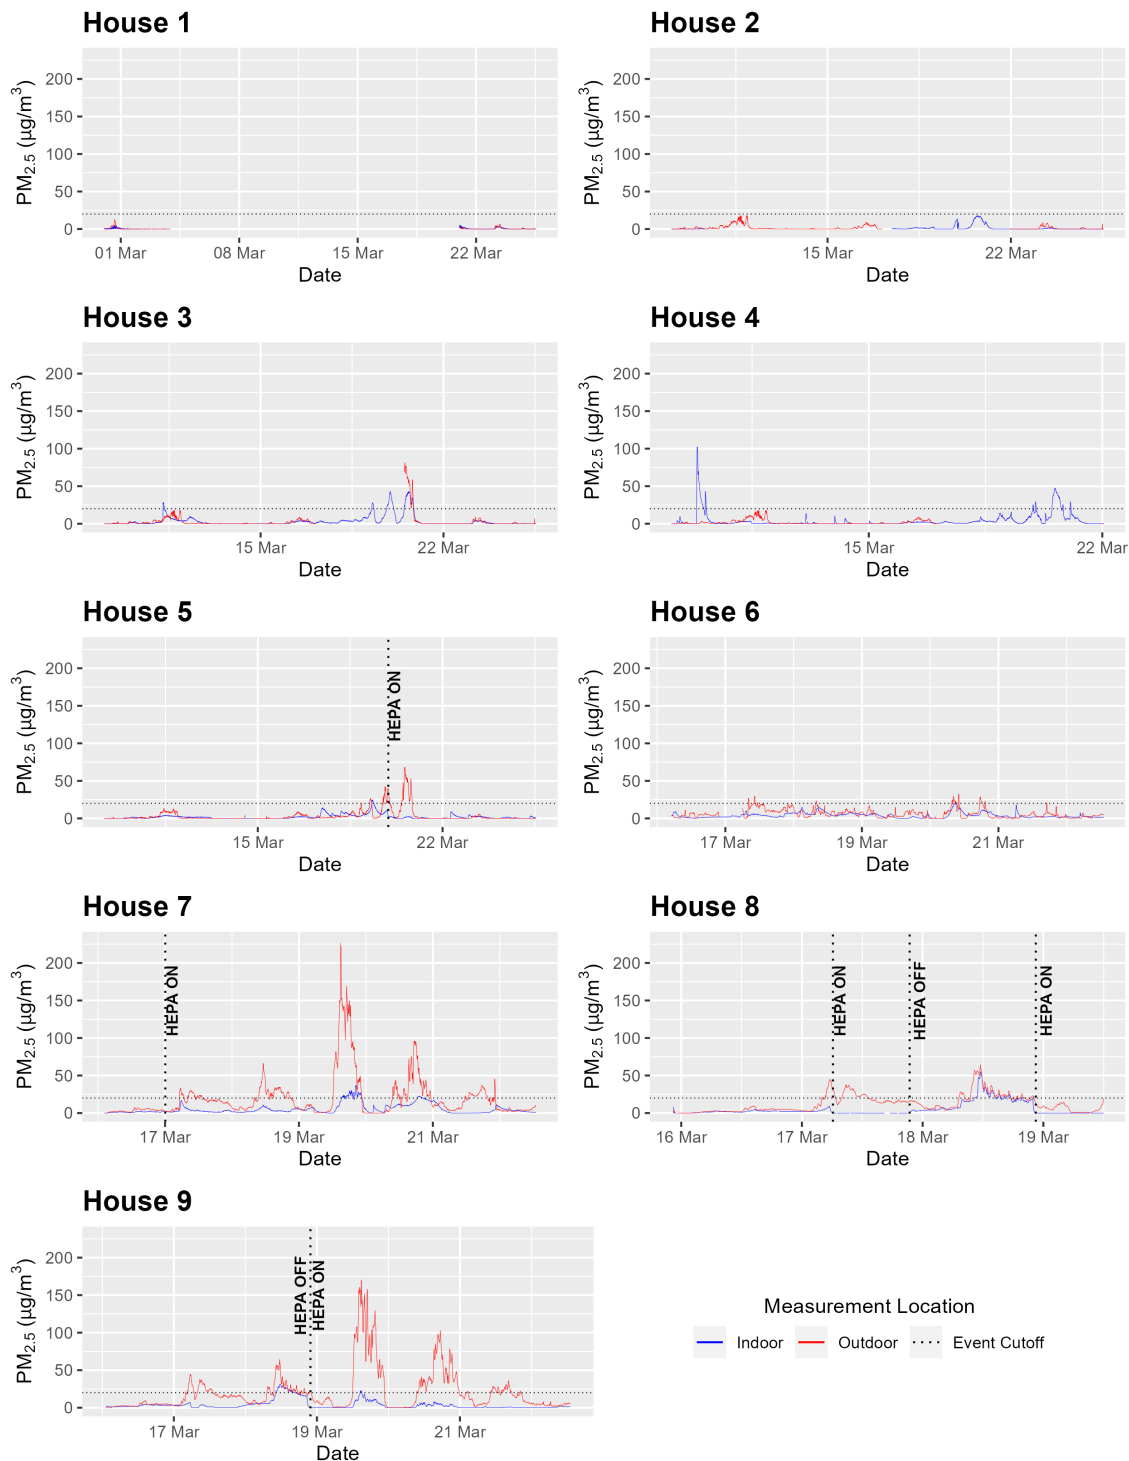 House 1
House 2
PM2.5 (µg/m3)
200
150
100
50
0
01 Mar 08 Mar 15 Mar 22 Mar
Date
PM2.5 (µg/m3)
200
150
100
50
0
15 Mar 22 Mar
Date
House 3
House 4
PM2.5 (µg/m3)
200
150
100
50
0
15 Mar 22 Mar
Date
PM2.5 (µg/m3)
200
150
100
50
0
15 Mar 22 Mar
Date
House 5
House 6
PM2.5 (µg/m3)
200
150
100
50
0
HEPA ON
15 Mar 22 Mar
Date
PM2.5 (µg/m3)
200
150
100
50
0
17 Mar 19 Mar 21 Mar
Date
House 7
House 8
PM2.5 (µg/m3)
200
150
100
50
0
HEPA ON
17 Mar 19 Mar 21 Mar
Date
PM2.5 (µg/m3)
200
150
100
50
0
HEPA ON
HEPA OFF
HEPA ON
16 Mar 17 Mar 18 Mar 19 Mar
Date
House 9
PM2.5 (µg/m3)
200
150
100
50
0
HEPA OFF
HEPA ON
17 Mar 19 Mar 21 Mar
Date
Measurement Location
Indoor Outdoor Event Cutoff